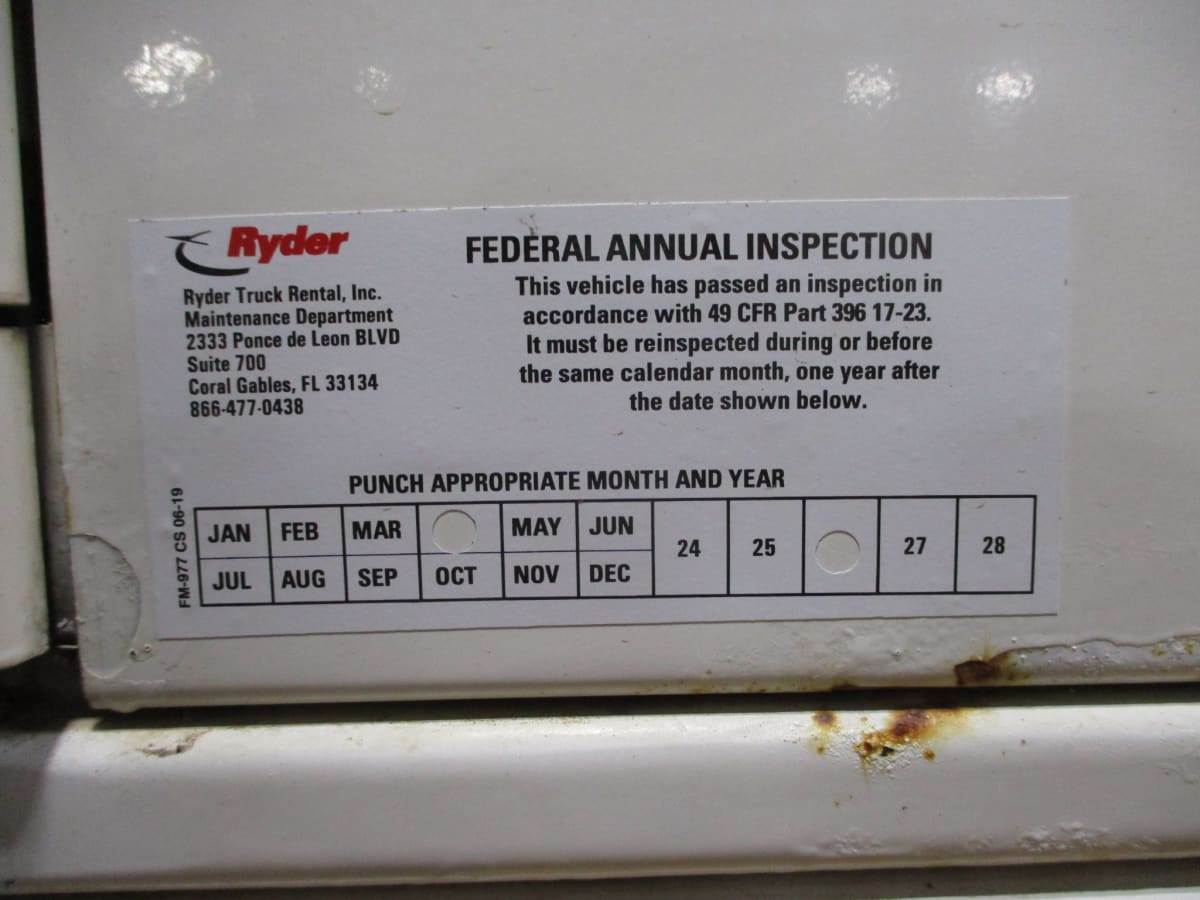 Ryder
Ryder Truck Rental, Inc.
Maintenance Department
2333 Ponce de Leon BLVD
Suite 700
Coral Gables, FL 33134
866-477-0438
FEDERAL ANNUAL INSPECTION
This vehicle has passed an inspection in
accordance with 49 CFR Part 396 17-23.
It must be reinspected during or before
the same calendar month, one year after
the date shown below.
PUNCH APPROPRIATE MONTH AND YEAR
FM-977 CS 06-19
JAN FEB MAR MAY JUN
24 25 27 28
JUL AUG SEP OCT NOV DEC